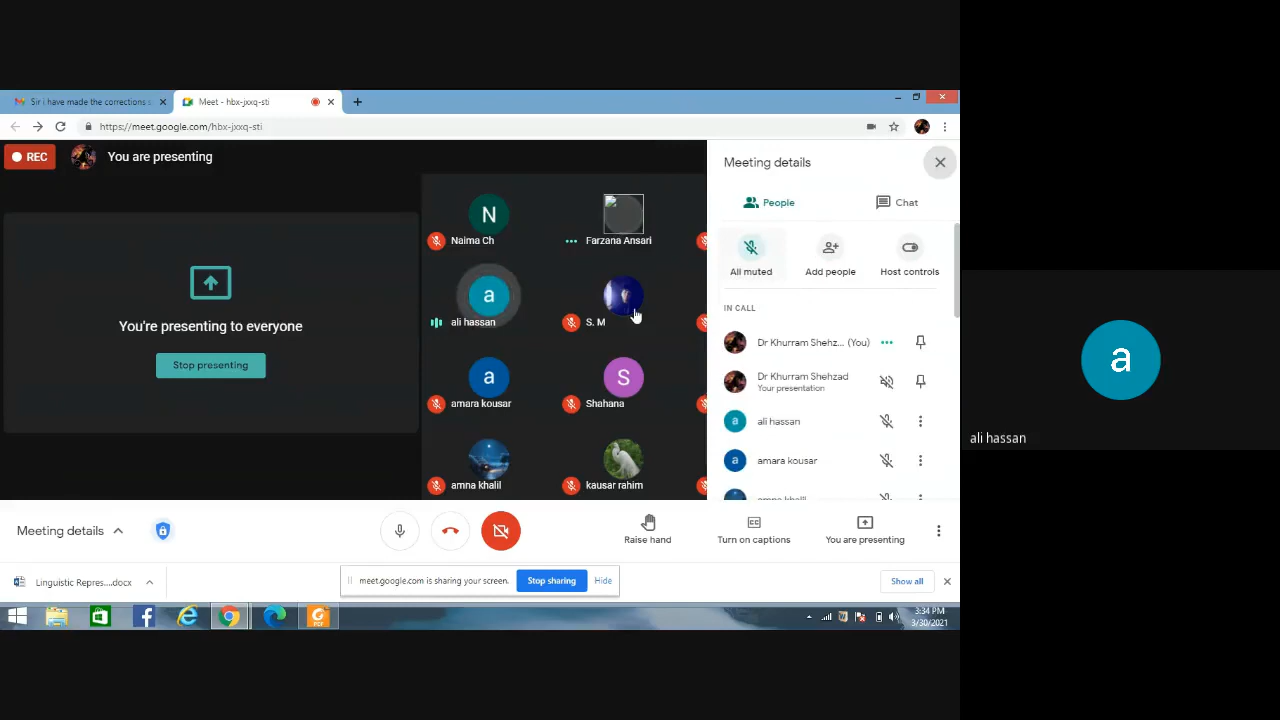 Sir i have made the corrections s
Meet - hbx-jxxq-sti
https://meet.google.com/hbx-jxxq-sti
REC
You are presenting
Meeting details
People
Chat
N
Naima Ch
Farzana Ansari
All muted
Add people
Host controls
You're presenting to everyone
Stop presenting
a
ali hassan
S. M
IN CALL
Dr Khurram Shehz... (You)
Dr Khurram Shehzad
Your presentation
a
ali hassan
a
amara kousar
amna khalil
a
amara kousar
S
Shahana
amna khalil
kausar rahim
a
ali hassan
Meeting details
Raise hand
Turn on captions
You are presenting
Linguistic Repres....docx
meet.google.com is sharing your screen.
Stop sharing
Hide
Show all
3:34 PM
3/30/2021